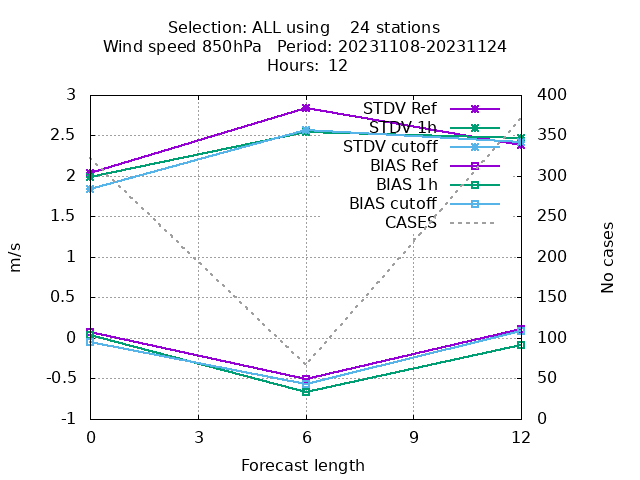 Selection: ALL using    24 stations
Wind speed 850hPa   Period: 20231108-20231124
Hours:  12
3
2.5
2
1.5
1
0.5
0
-0.5
-1
400
350
300
250
200
150
100
50
0
0
3
6
9
12
m/s
No cases
Forecast length
STDV Ref
STDV 1h
STDV cutoff
BIAS Ref
BIAS 1h
BIAS cutoff
CASES